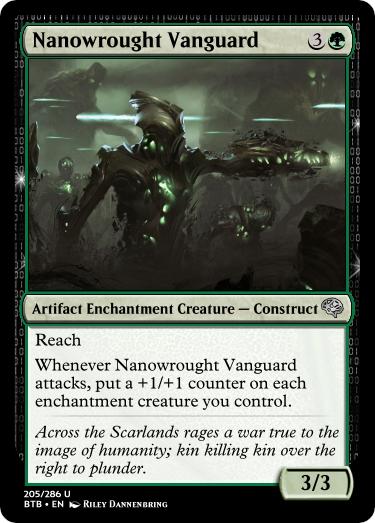 Nanowrought Vanguard 3
Artifact Enchantment Creature — Construct
Reach
Whenever Nanowrought Vanguard
attacks, put a +1/+1 counter on each
enchantment creature you control.
Across the Scarlands rages a war true to the
image of humanity; kin killing kin over the
right to plunder.
3/3
205/286 U
BTB • EN Riley Dannenbring